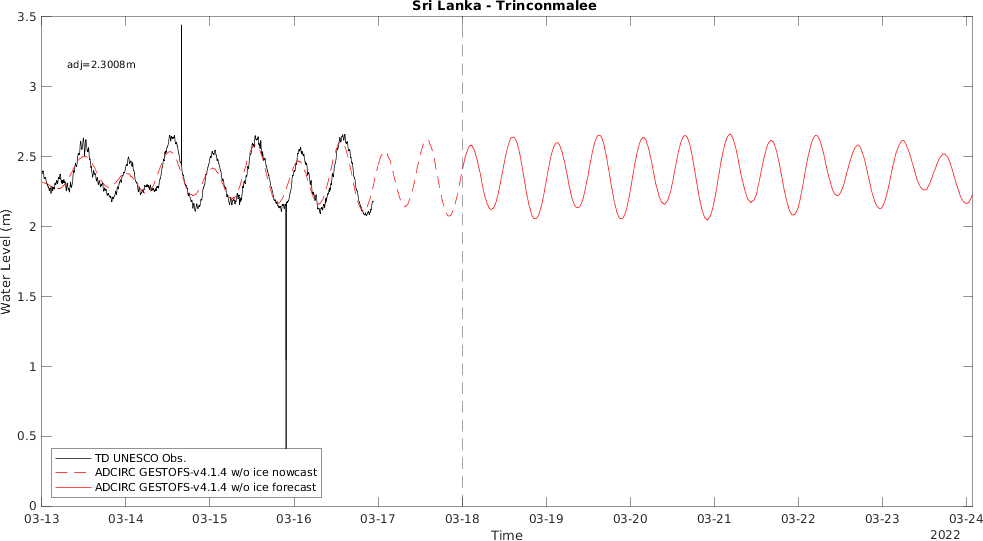 Sri Lanka - Trinconmalee
3.5
adj=2.3008m
3
2.5
2
1.5
1
0.5
0
Water Level (m)
TD UNESCO Obs.
ADCIRC GESTOFS-v4.1.4 w/o ice nowcast
ADCIRC GESTOFS-v4.1.4 w/o ice forecast
03-13 03-14 03-15 03-16 03-17 03-18 03-19 03-20 03-21 03-22 03-23 03-24
Time
2022